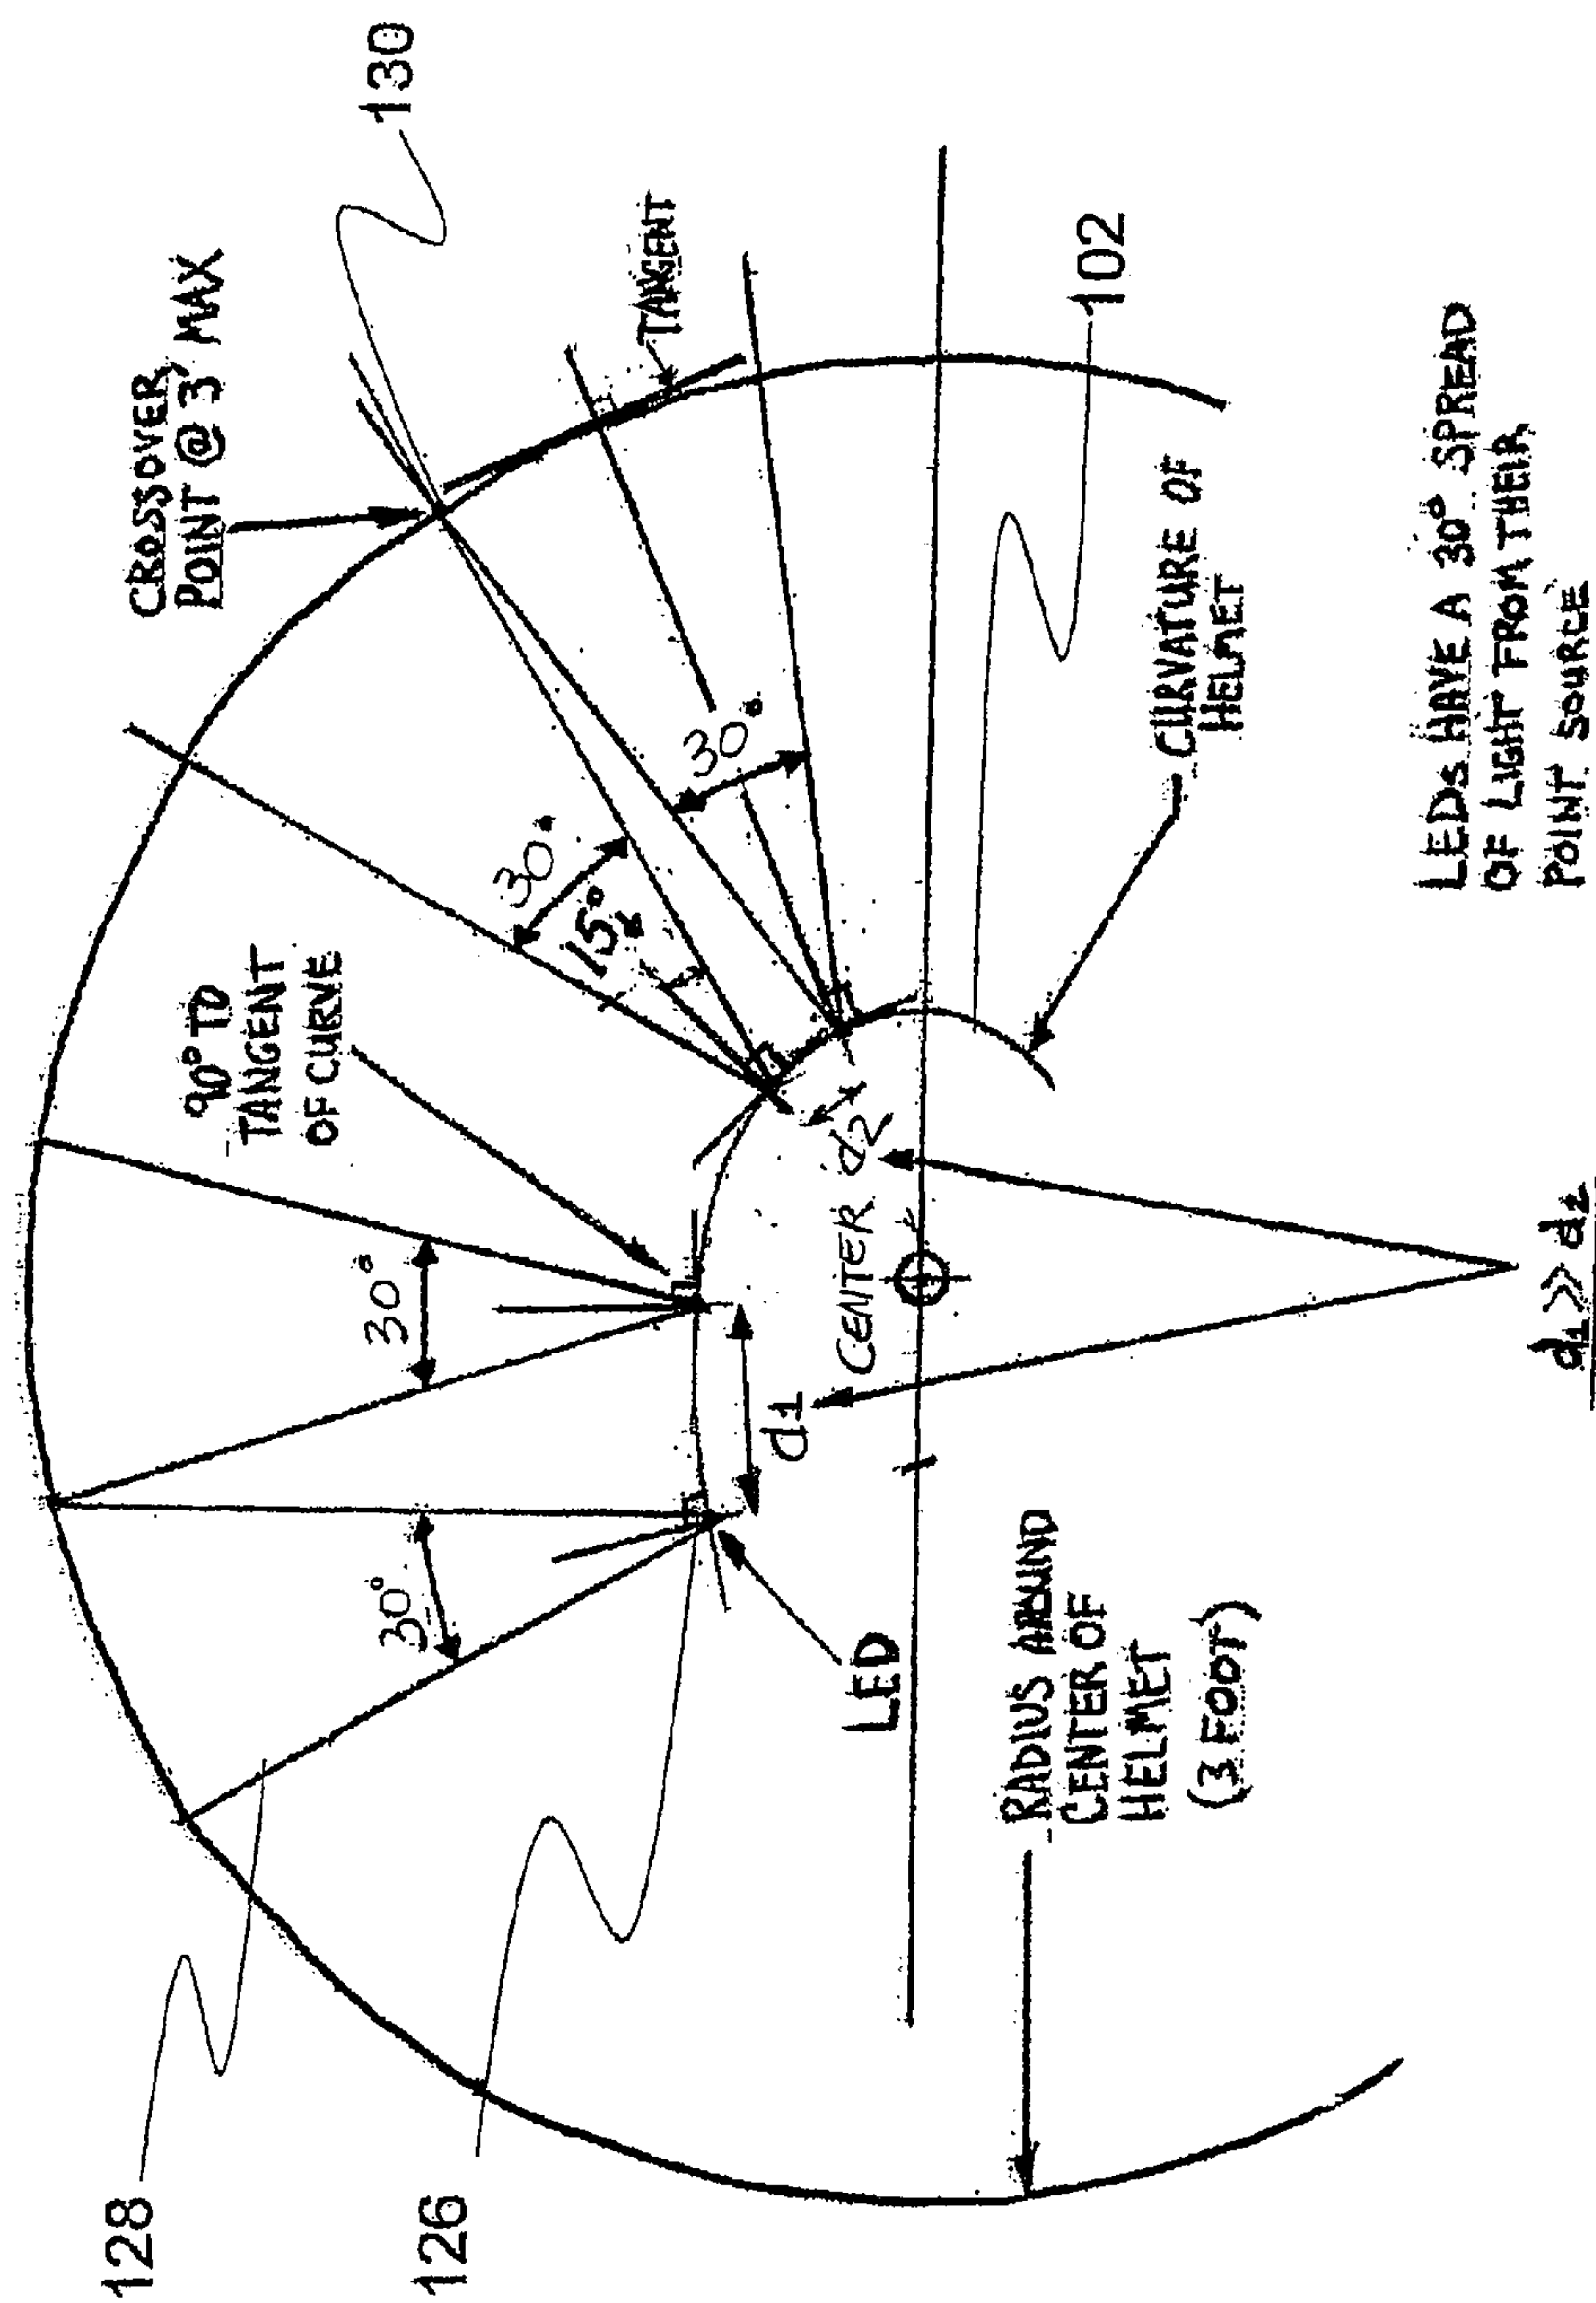 128
126
130
102
CROSSOVER
POINT @ 3' MAX
TANGENT
90° TO
TANGENT
OF CURVE
30°
30°
30°
15°
30°
d1
CENTER
d2
LED
RADIUS AROUND
CENTER OF
HELMET
(3 FOOT)
CURVATURE OF
HELMET
d1>>d2
LEDs HAVE A 30° SPREAD
OF LIGHT FROM THEIR
POINT SOURCE